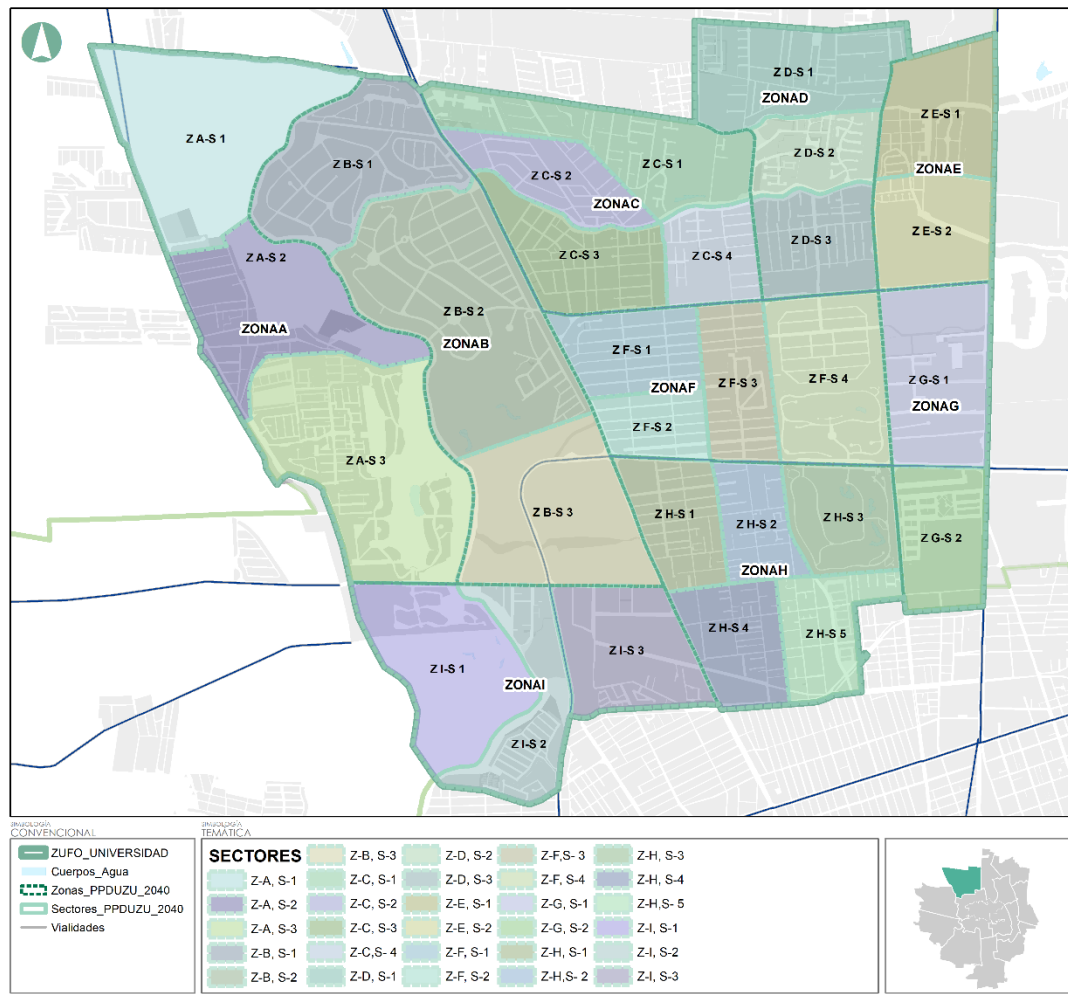 Z D-S 1
ZONAD
Z E-S 1
Z A-S 1
Z B-S 1
Z D-S 2
Z C-S 1
ZONAE
Z C-S 2
ZONAC
Z E-S 2
Z D-S 3
Z A-S 2
Z C-S 3
Z C-S 4
Z B-S 2
ZONAA
ZONAB
Z F-S 1
Z F-S 3
Z F-S 4
Z G-S 1
ZONAF
ZONAG
Z F-S 2
Z A-S 3
Z B-S 3
Z H-S 1
Z H-S 2
Z H-S 3
Z G-S 2
ZONAH
Z H-S 4
Z H-S 5
Z I-S 3
Z I-S 1
ZONAI
Z I-S 2
SIMBOLOGÍA
CONVENCIONAL
ZUFO_UNIVERSIDAD
Cuerpos_Agua
Zonas_PPDUZU_2040
Sectores_PPDUZU_2040
Vialidades
SIMBOLOGÍA
TEMÁTICA
SECTORES
Z-A, S-1
Z-A, S-2
Z-A, S-3
Z-B, S-1
Z-B, S-2
Z-B, S-3
Z-C, S-1
Z-C, S-2
Z-C, S-3
Z-C,S- 4
Z-D, S-1
Z-D, S-2
Z-D, S-3
Z-E, S-1
Z-E, S-2
Z-F, S-1
Z-F, S-2
Z-F,S- 3
Z-F, S-4
Z-G, S-1
Z-G, S-2
Z-H, S-1
Z-H,S- 2
Z-H, S-3
Z-H, S-4
Z-H,S- 5
Z-I, S-1
Z-I, S-2
Z-I, S-3